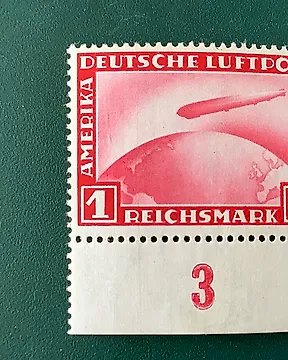 DEUTSCHE LUFTPO
AMERIKA
1 REICHSMARK
3